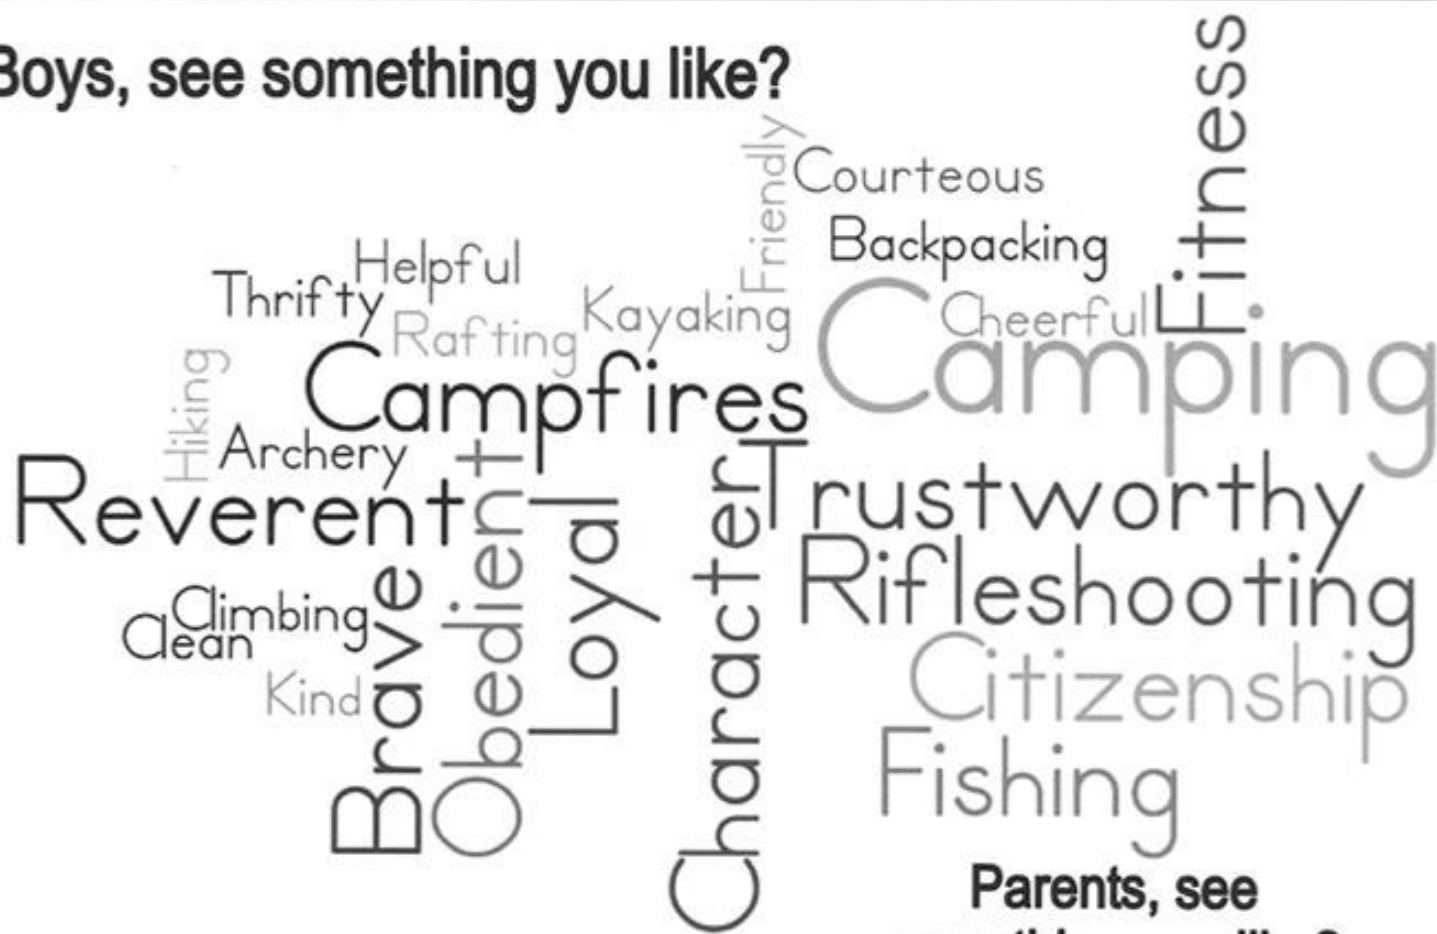 Boys, see something you like?
Fitness
Friendly
Courteous
Backpacking
Helpful
Thrifty
Kayaking
Cheerful
Rafting
Camping
Hiking
Campfires
Archery
Reverent
Trustworthy
Obedient
Loyal
Character
Rifleshooting
Brave
Climbing
Clean
Citizenship
Kind
Fishing
Parents, see